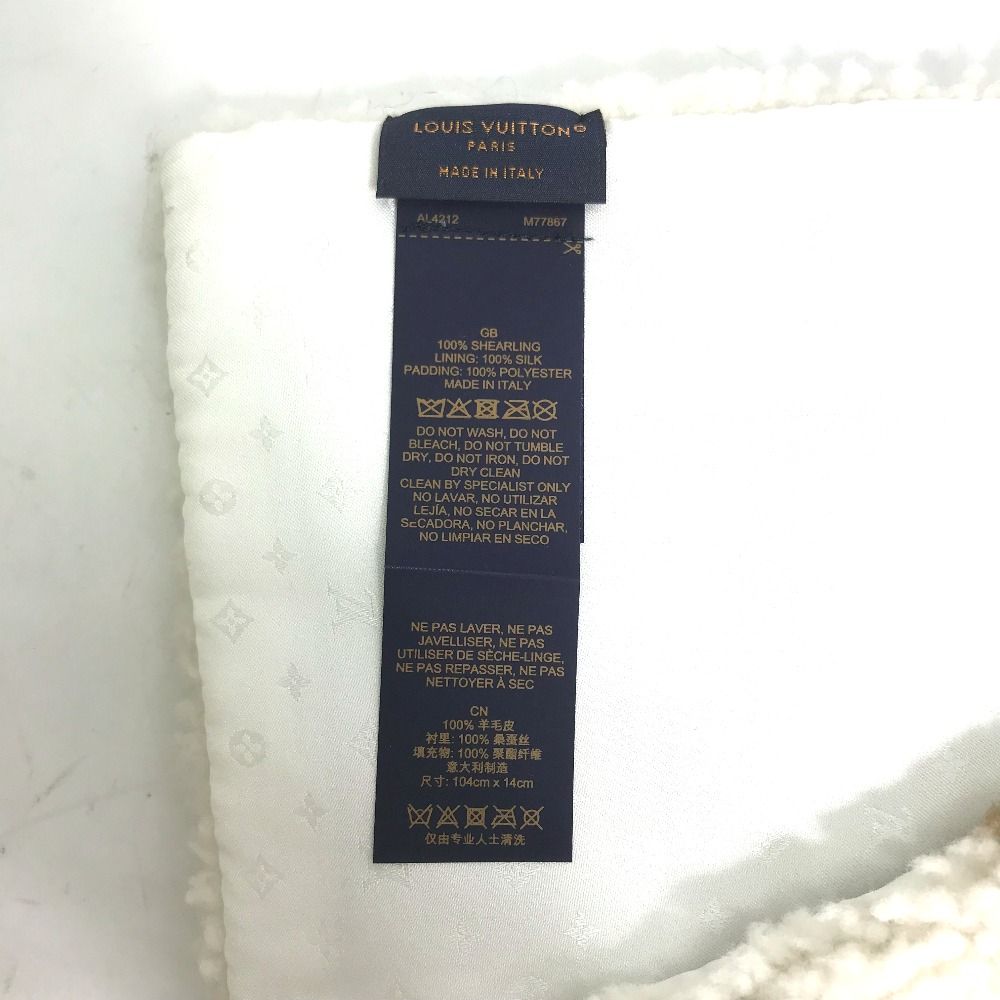 LOUIS VUITTON®
PARIS
MADE IN ITALY
AL4212 M77867
GB
100% SHEARLING
LINING: 100% SILK
PADDING: 100% POLYESTER
MADE IN ITALY
DO NOT WASH, DO NOT
BLEACH, DO NOT TUMBLE
DRY, DO NOT IRON, DO NOT
DRY CLEAN
CLEAN BY SPECIALIST ONLY
NO LAVAR, NO UTILIZAR
LEJÍA, NO SECAR EN LA
SECADORA, NO PLANCHAR,
NO LIMPIAR EN SECO
NE PAS LAVER, NE PAS
JAVELLISER, NE PAS
UTILISER DE SÈCHE-LINGE,
NE PAS REPASSER, NE PAS
NETTOYER À SEC
CN
100% 羊毛皮
衬里: 100% 桑蚕丝
填充物: 100% 聚酯纤维
意大利制造
尺寸: 104cm x 14cm
仅由专业人士清洗